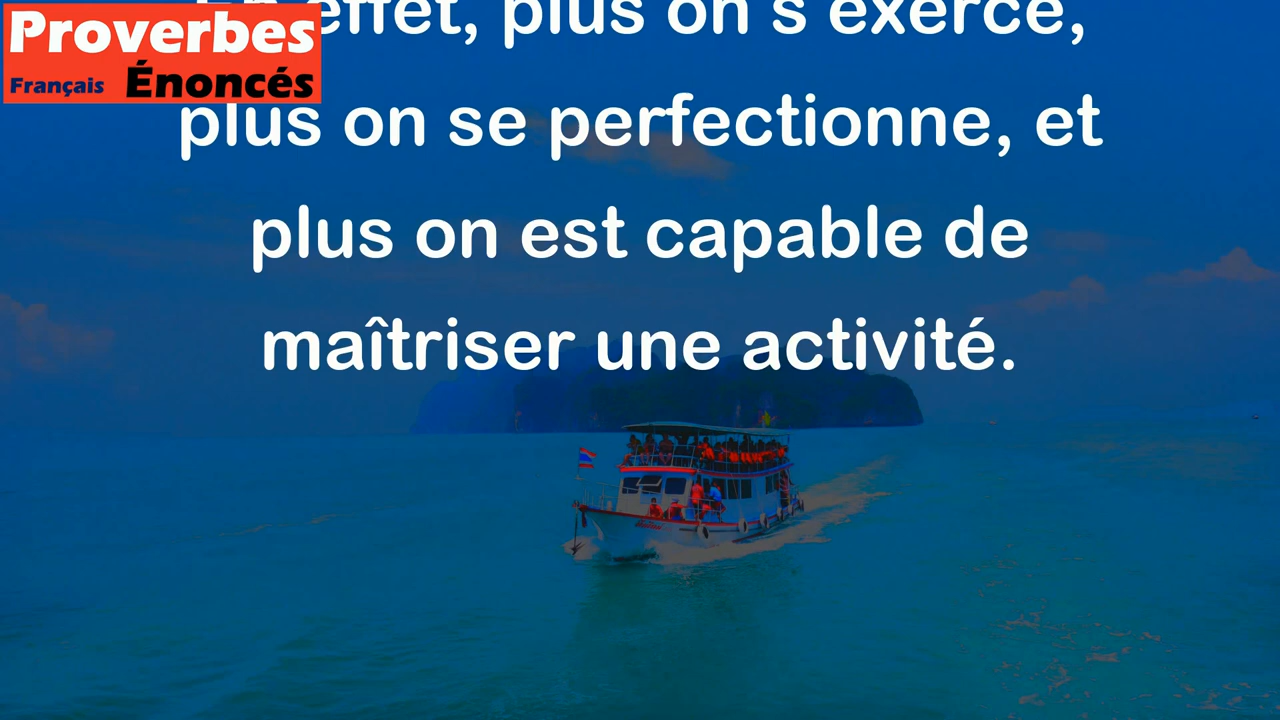 Proverbes
Français Énoncés
En effet, plus on s'exerce,
plus on se perfectionne, et
plus on est capable de
maîtriser une activité.